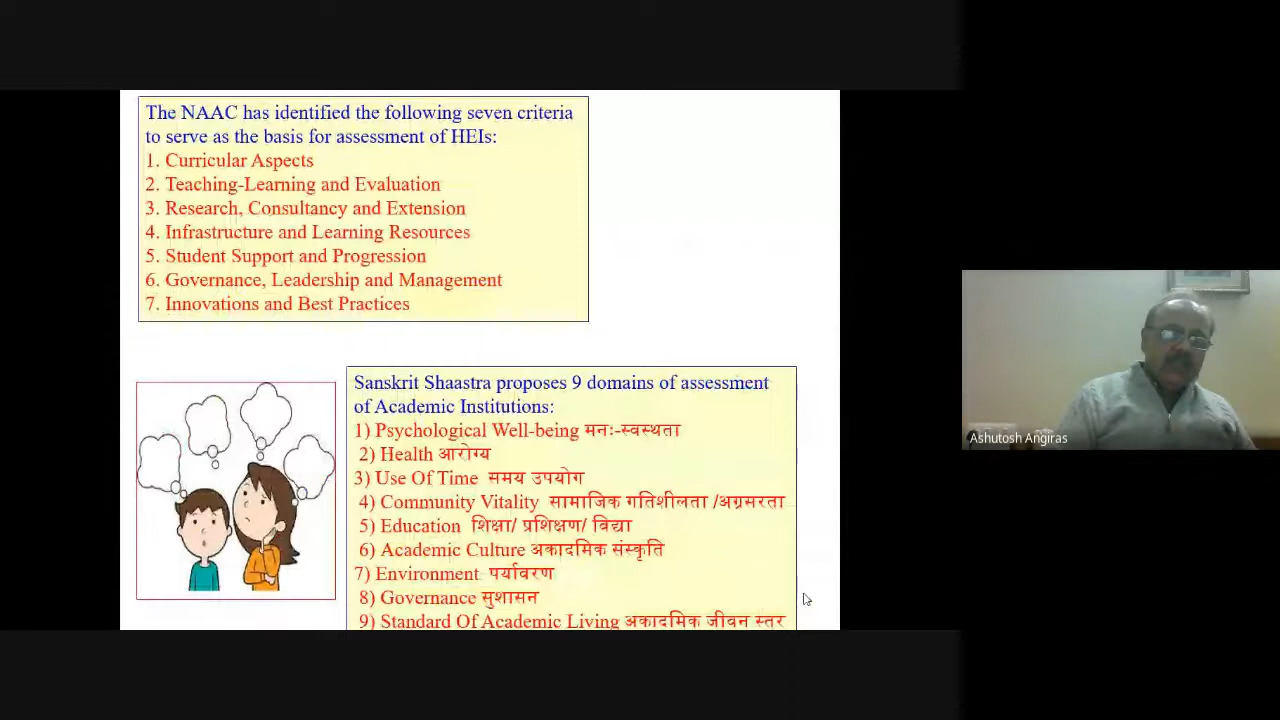 The NAAC has identified the following seven criteria
to serve as the basis for assessment of HEIs:
1. Curricular Aspects
2. Teaching-Learning and Evaluation
3. Research, Consultancy and Extension
4. Infrastructure and Learning Resources
5. Student Support and Progression
6. Governance, Leadership and Management
7. Innovations and Best Practices
Sanskrit Shaastra proposes 9 domains of assessment
of Academic Institutions:
1) Psychological Well-being मनः-स्वस्थता
2) Health आरोग्य
3) Use Of Time समय उपयोग
4) Community Vitality सामाजिक गतिशीलता /अग्रसरता
5) Education शिक्षा/ प्रशिक्षण/ विद्या
6) Academic Culture अकादमिक संस्कृति
7) Environment पर्यावरण
8) Governance सुशासन
9) Standard Of Academic Living अकादमिक जीवन स्तर
Ashutosh Angiras